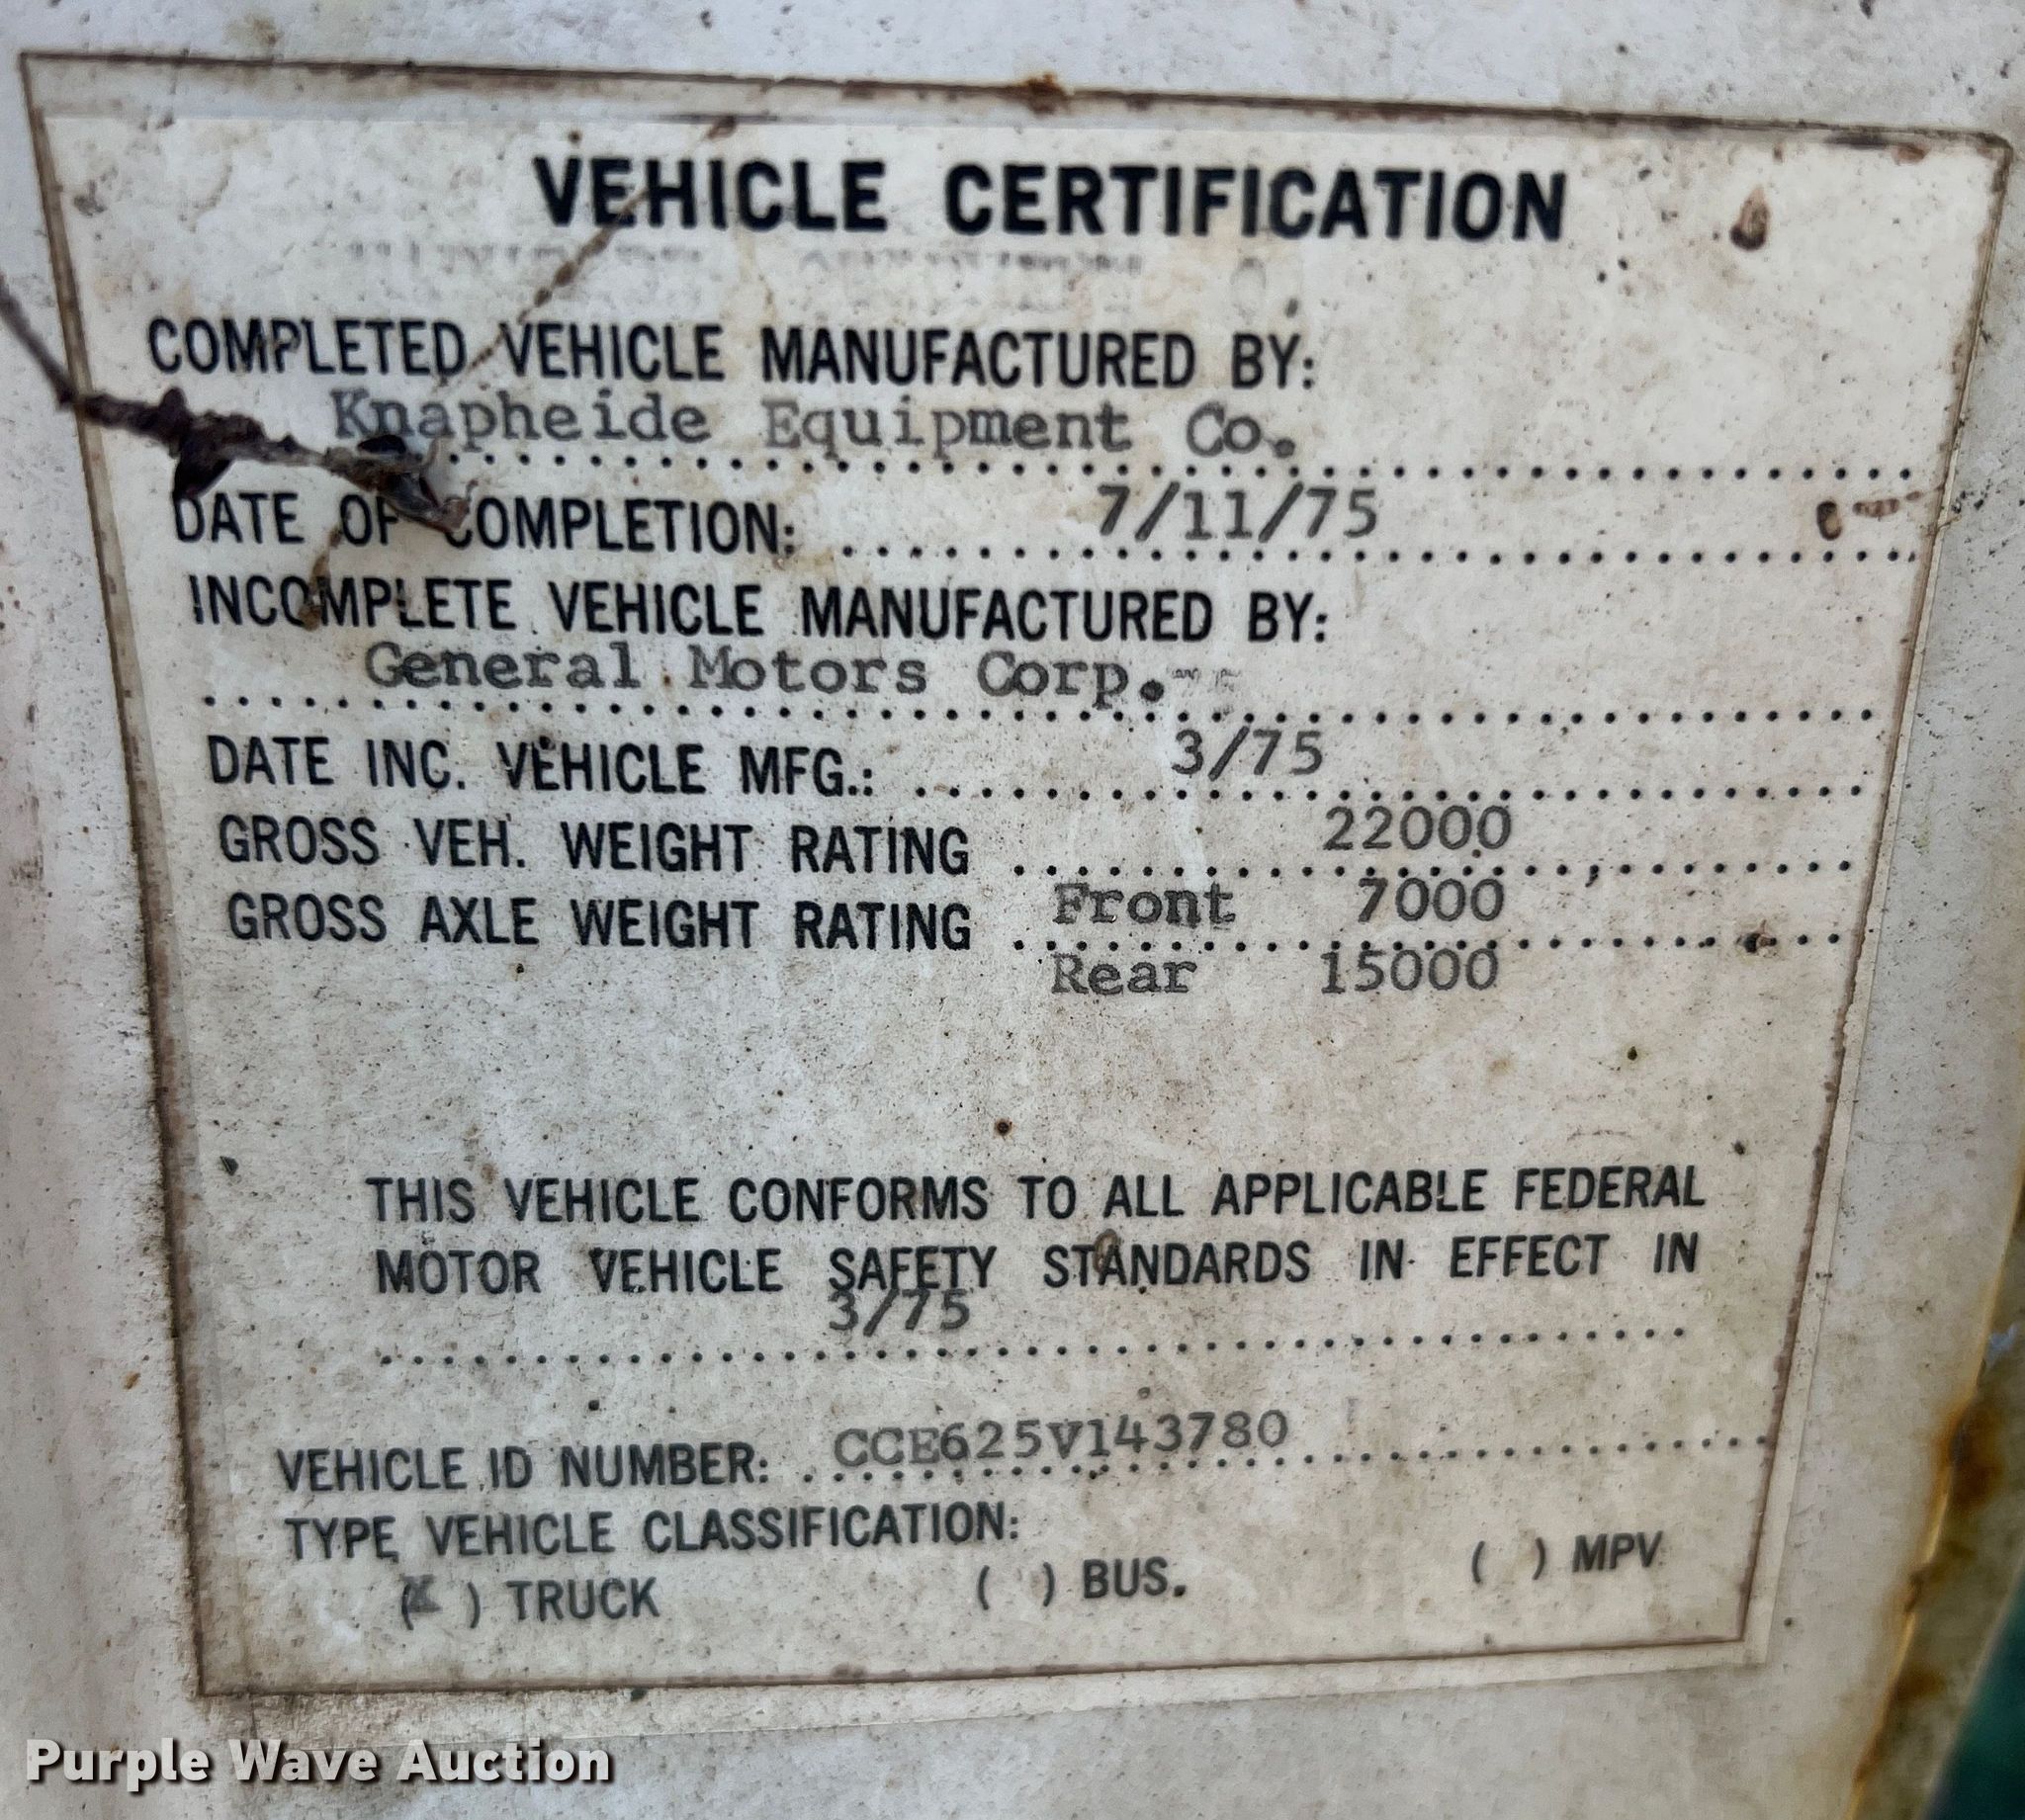 VEHICLE CERTIFICATION
COMPLETED VEHICLE MANUFACTURED BY:
Knapheide Equipment Co.
DATE OF COMPLETION: 7/11/75
INCOMPLETE VEHICLE MANUFACTURED BY:
General Motors Corp.
DATE INC. VEHICLE MFG.: 3/75
GROSS VEH. WEIGHT RATING 22000
GROSS AXLE WEIGHT RATING Front 7000
Rear 15000
THIS VEHICLE CONFORMS TO ALL APPLICABLE FEDERAL
MOTOR VEHICLE SAFETY STANDARDS IN EFFECT IN
3/75
VEHICLE ID NUMBER: CCE625V143780
TYPE VEHICLE CLASSIFICATION:
(X) TRUCK ( ) BUS. ( ) MPV
Purple Wave Auction